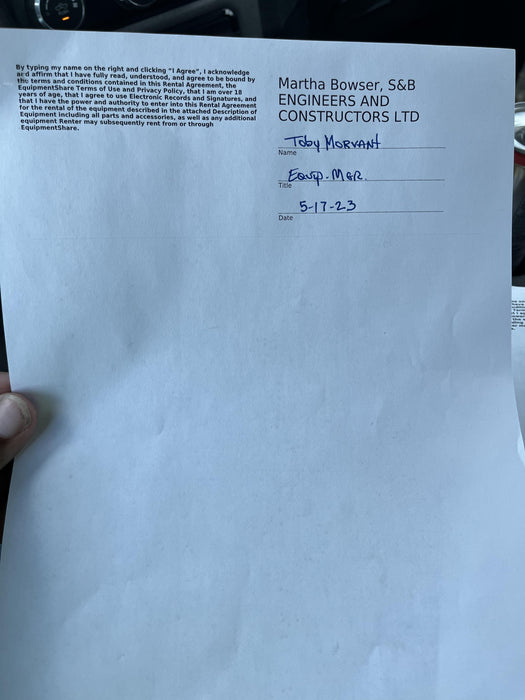 By typing my name on the right and clicking "I Agree", I acknowledge
and affirm that I have fully read, understood, and agree to be bound by
the terms and conditions contained in this Rental Agreement, the
EquipmentShare Terms of Use and Privacy Policy, that I am over 18
years of age, that I agree to use Electronic Records and Signatures, and
that I have the power and authority to enter into this Rental Agreement
for the rental of the equipment described in the attached Description of
Equipment including all parts and accessories, as well as any additional
equipment Renter may subsequently rent from or through
EquipmentShare.
Martha Bowser, S&B
ENGINEERS AND
CONSTRUCTORS LTD
Toby Morvant
Name
Equip. Mgr.
Title
5-17-23
Date